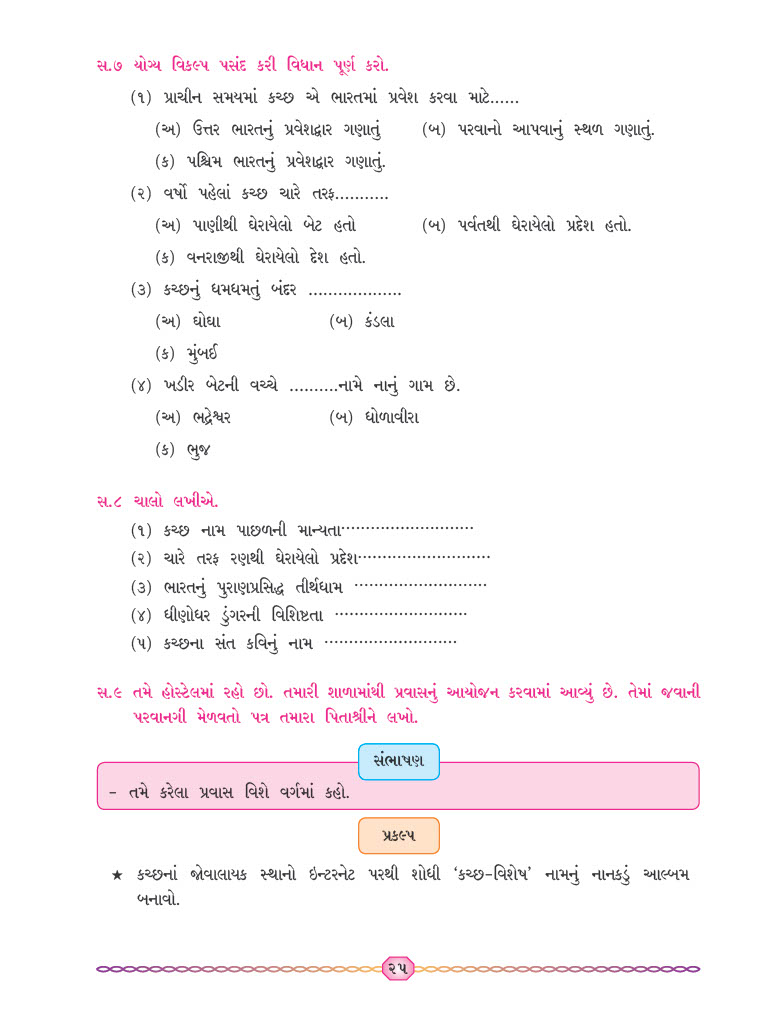 સ.૭ યોગ્ય વિકલ્પ પસંદ કરી વિધાન પૂર્ણ કરો.
(૧) પ્રાચીન સમયમાં કચ્છ એ ભારતમાં પ્રવેશ કરવા માટે......
(અ) ઉત્તર ભારતનું પ્રવેશદ્વાર ગણાતું (બ) પરવાનો આપવાનું સ્થળ ગણાતું.
(ક) પશ્ચિમ ભારતનું પ્રવેશદ્વાર ગણાતું.
(૨) વર્ષો પહેલાં કચ્છ ચારે તરફ...........
(અ) પાણીથી ઘેરાયેલો બેટ હતો (બ) પર્વતથી ઘેરાયેલો પ્રદેશ હતો.
(ક) વનરાજીથી ઘેરાયેલો દેશ હતો.
(૩) કચ્છનું ધમધમતું બંદર ...................
(અ) ઘોઘા (બ) કંડલા
(ક) મુંબઈ
(૪) ખડીર બેટની વચ્ચે ..........નામે નાનું ગામ છે.
(અ) ભદ્રેશ્વર (બ) ધોળાવીરા
(ક) ભુજ
સ.૮ ચાલો લખીએ.
(૧) કચ્છ નામ પાછળની માન્યતા...........................
(૨) ચારે તરફ રણથી ઘેરાયેલો પ્રદેશ...........................
(૩) ભારતનું પુરાણપ્રસિદ્ધ તીર્થધામ ...........................
(૪) ધીણોધર ડુંગરની વિશિષ્ટતા ...........................
(૫) કચ્છના સંત કવિનું નામ ...........................
સ.૯ તમે હોસ્ટેલમાં રહો છો. તમારી શાળામાંથી પ્રવાસનું આયોજન કરવામાં આવ્યું છે. તેમાં જવાની
પરવાનગી મેળવતો પત્ર તમારા પિતાશ્રીને લખો.
સંભાષણ
- તમે કરેલા પ્રવાસ વિશે વર્ગમાં કહો.
પ્રકલ્પ
★ કચ્છનાં જોવાલાયક સ્થાનો ઇન્ટરનેટ પરથી શોધી ‘કચ્છ-વિશેષ’ નામનું નાનકડું આલ્બમ
બનાવો.
૨૫